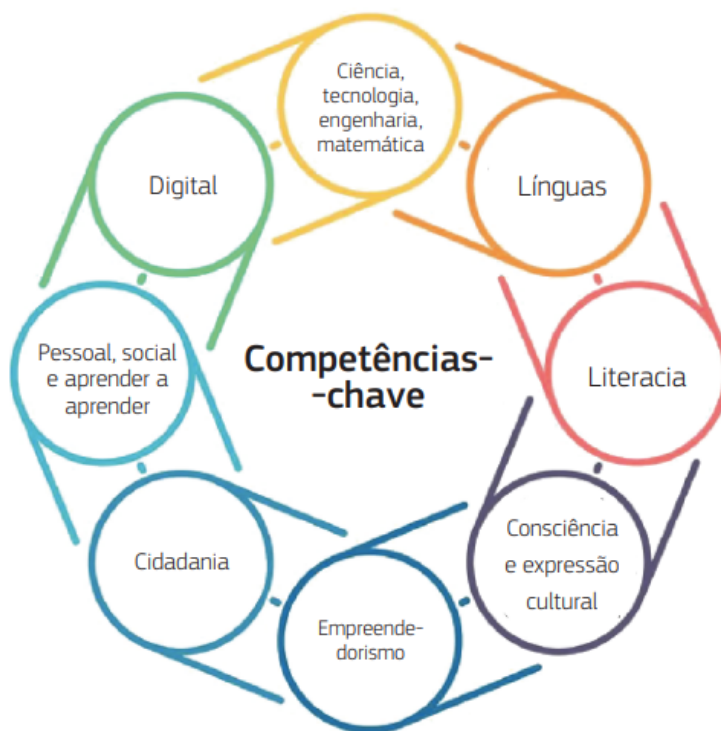 Ciência,
tecnologia,
engenharia,
matemática
Digital
Línguas
Pessoal, social
e aprender a
aprender
Competências-
-chave
Literacia
Cidadania
Consciência
e expressão
cultural
Empreende-
dorismo